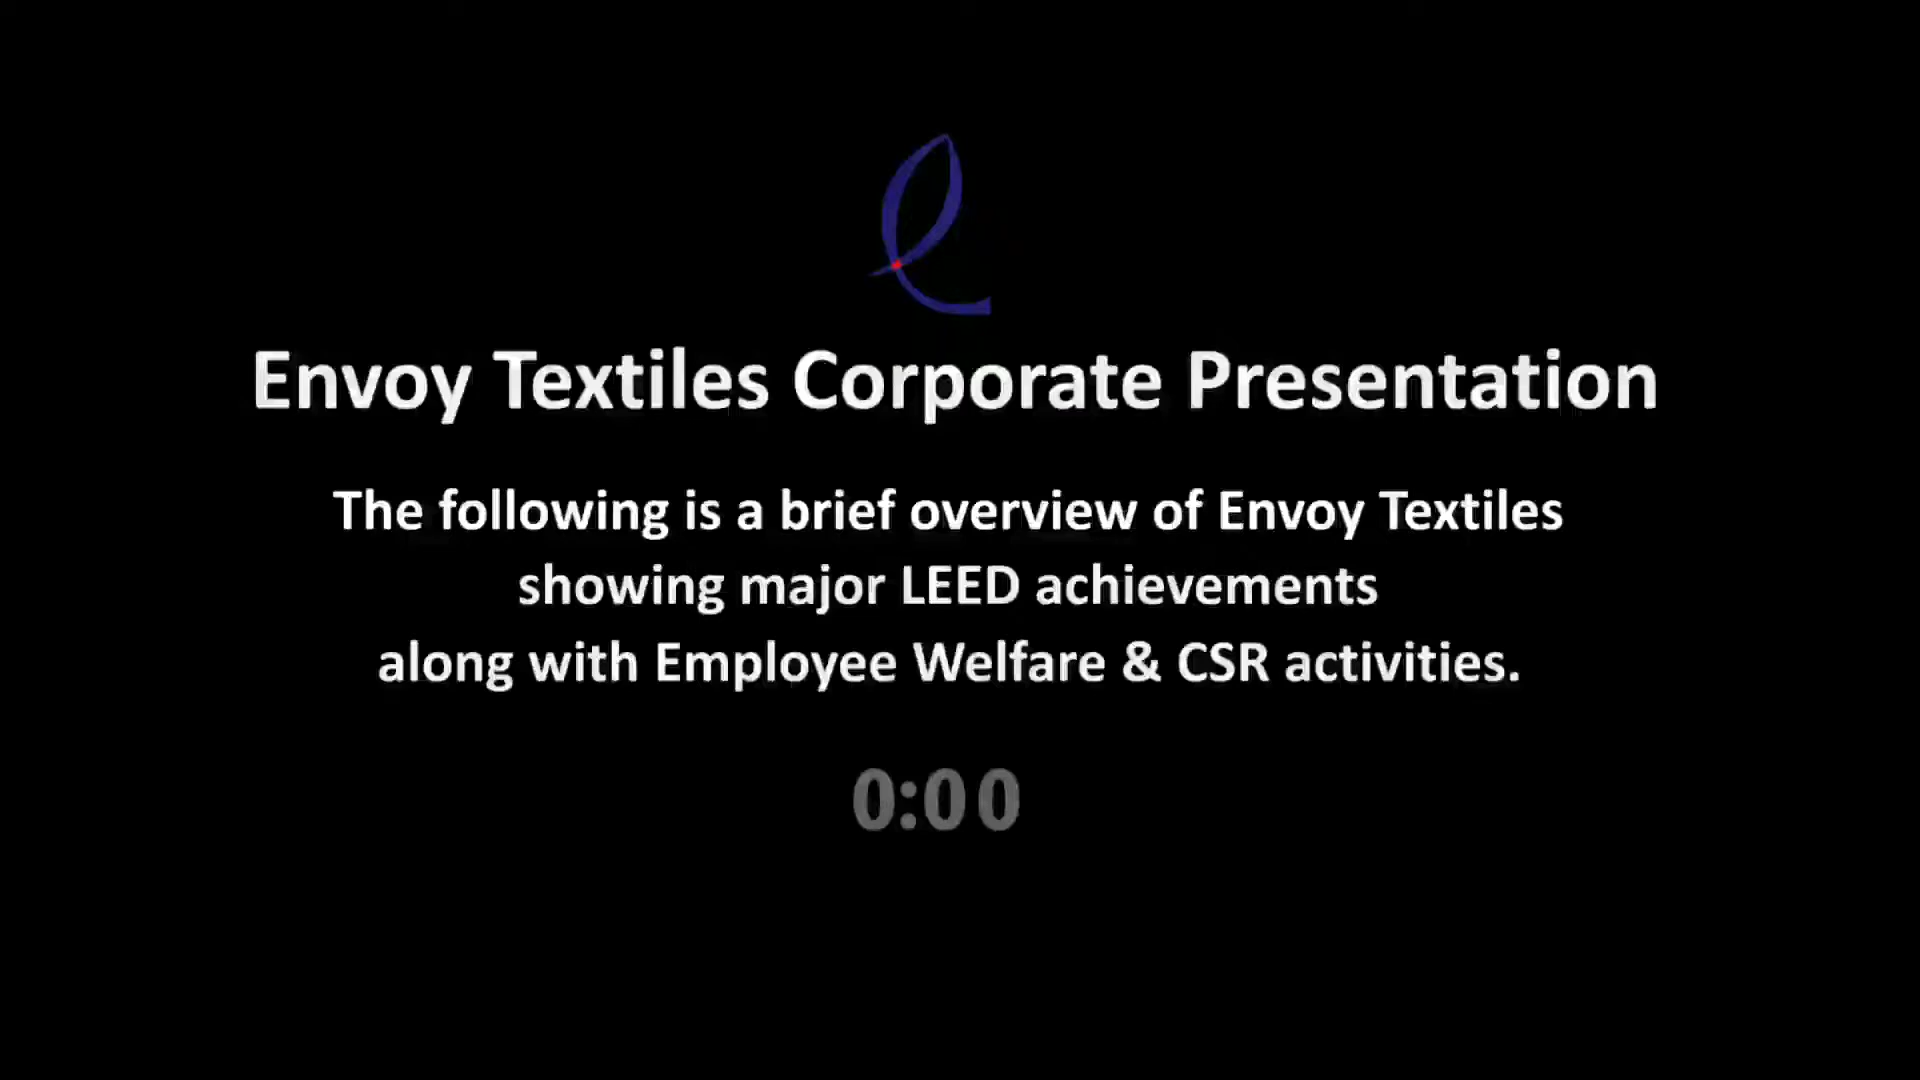 Envoy Textiles Corporate Presentation
The following is a brief overview of Envoy Textiles
showing major LEED achievements
along with Employee Welfare & CSR activities.
0:00